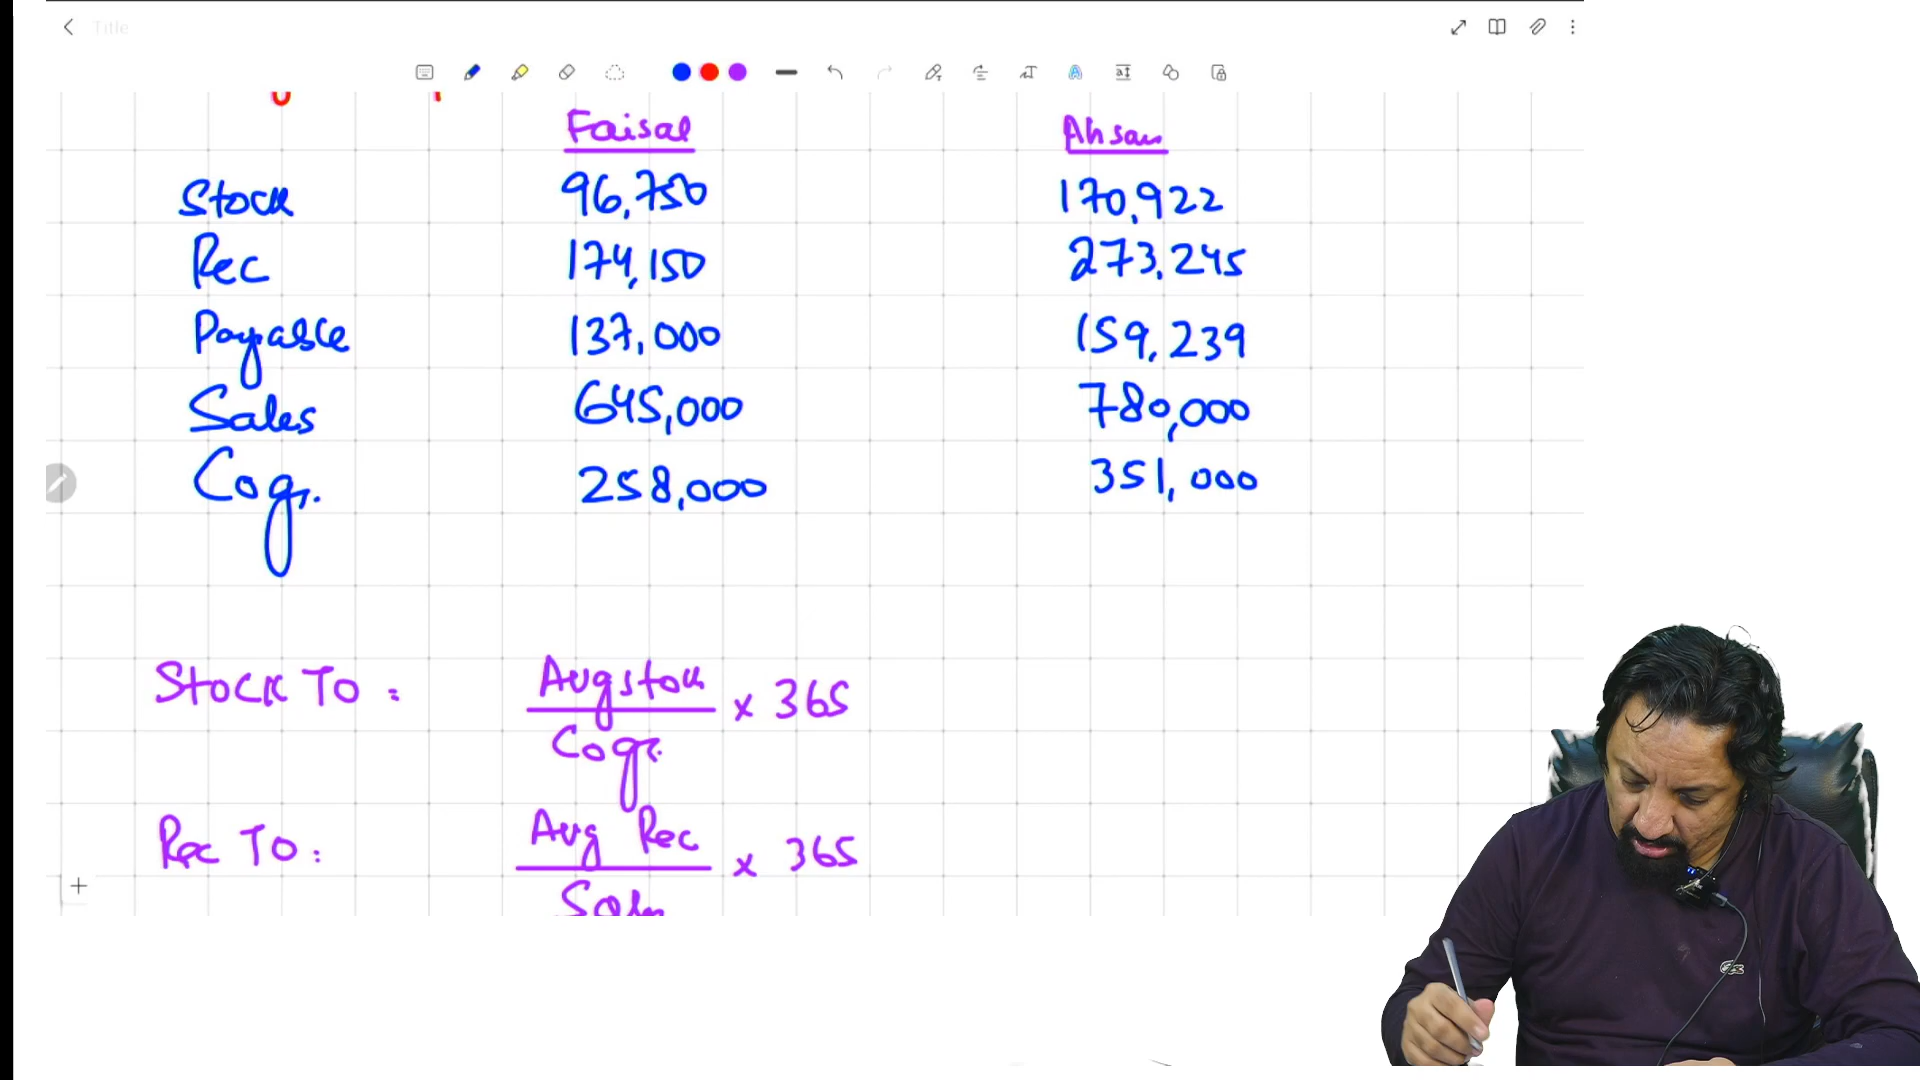 Title
Faisal Ahsan
Stock 96,750 170,922
Rec 174,150 273,245
Payable 137,000 159,239
Sales 645,000 780,000
Cogs. 258,000 351,000
Stock TO : Avg stock / Cogs. × 365
Rec TO : Avg Rec / Sales × 365